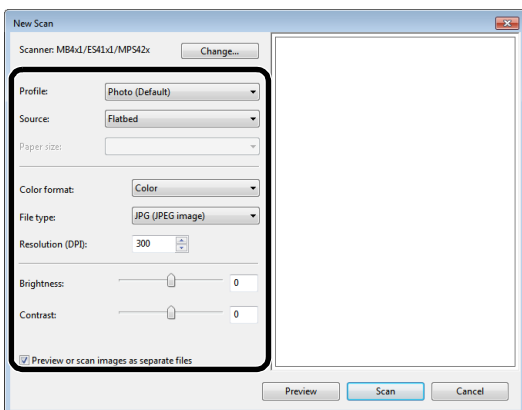 New Scan
Scanner: MB4x1/ES41x1/MPS42x Change...
Profile: Photo (Default)
Source: Flatbed
Paper size:
Color format: Color
File type: JPG (JPEG image)
Resolution (DPI): 300
Brightness: 0
Contrast: 0
Preview or scan images as separate files
Preview Scan Cancel